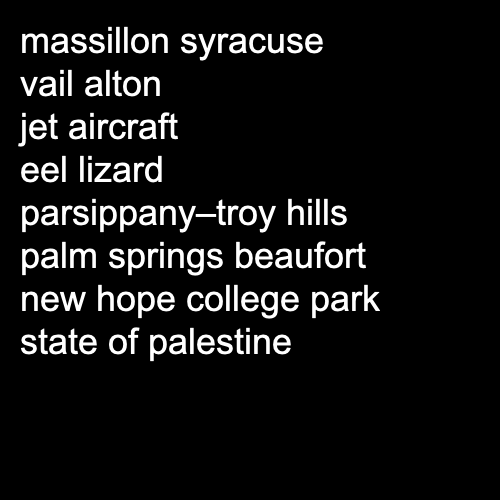 massillon syracuse
vail alton
jet aircraft
eel lizard
parsippany–troy hills
palm springs beaufort
new hope college park
state of palestine